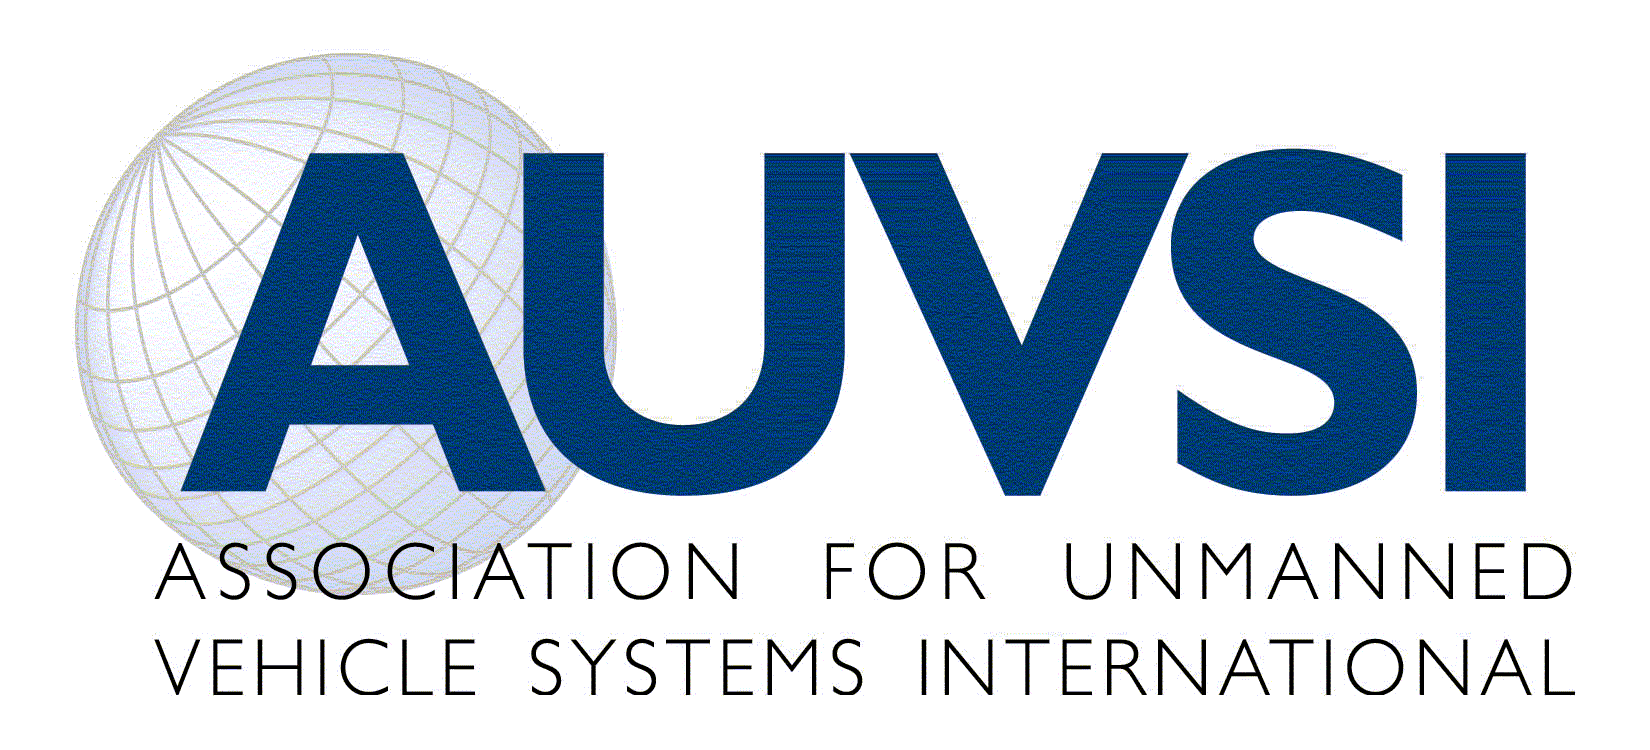 AUVSI
ASSOCIATION FOR UNMANNED
VEHICLE SYSTEMS INTERNATIONAL